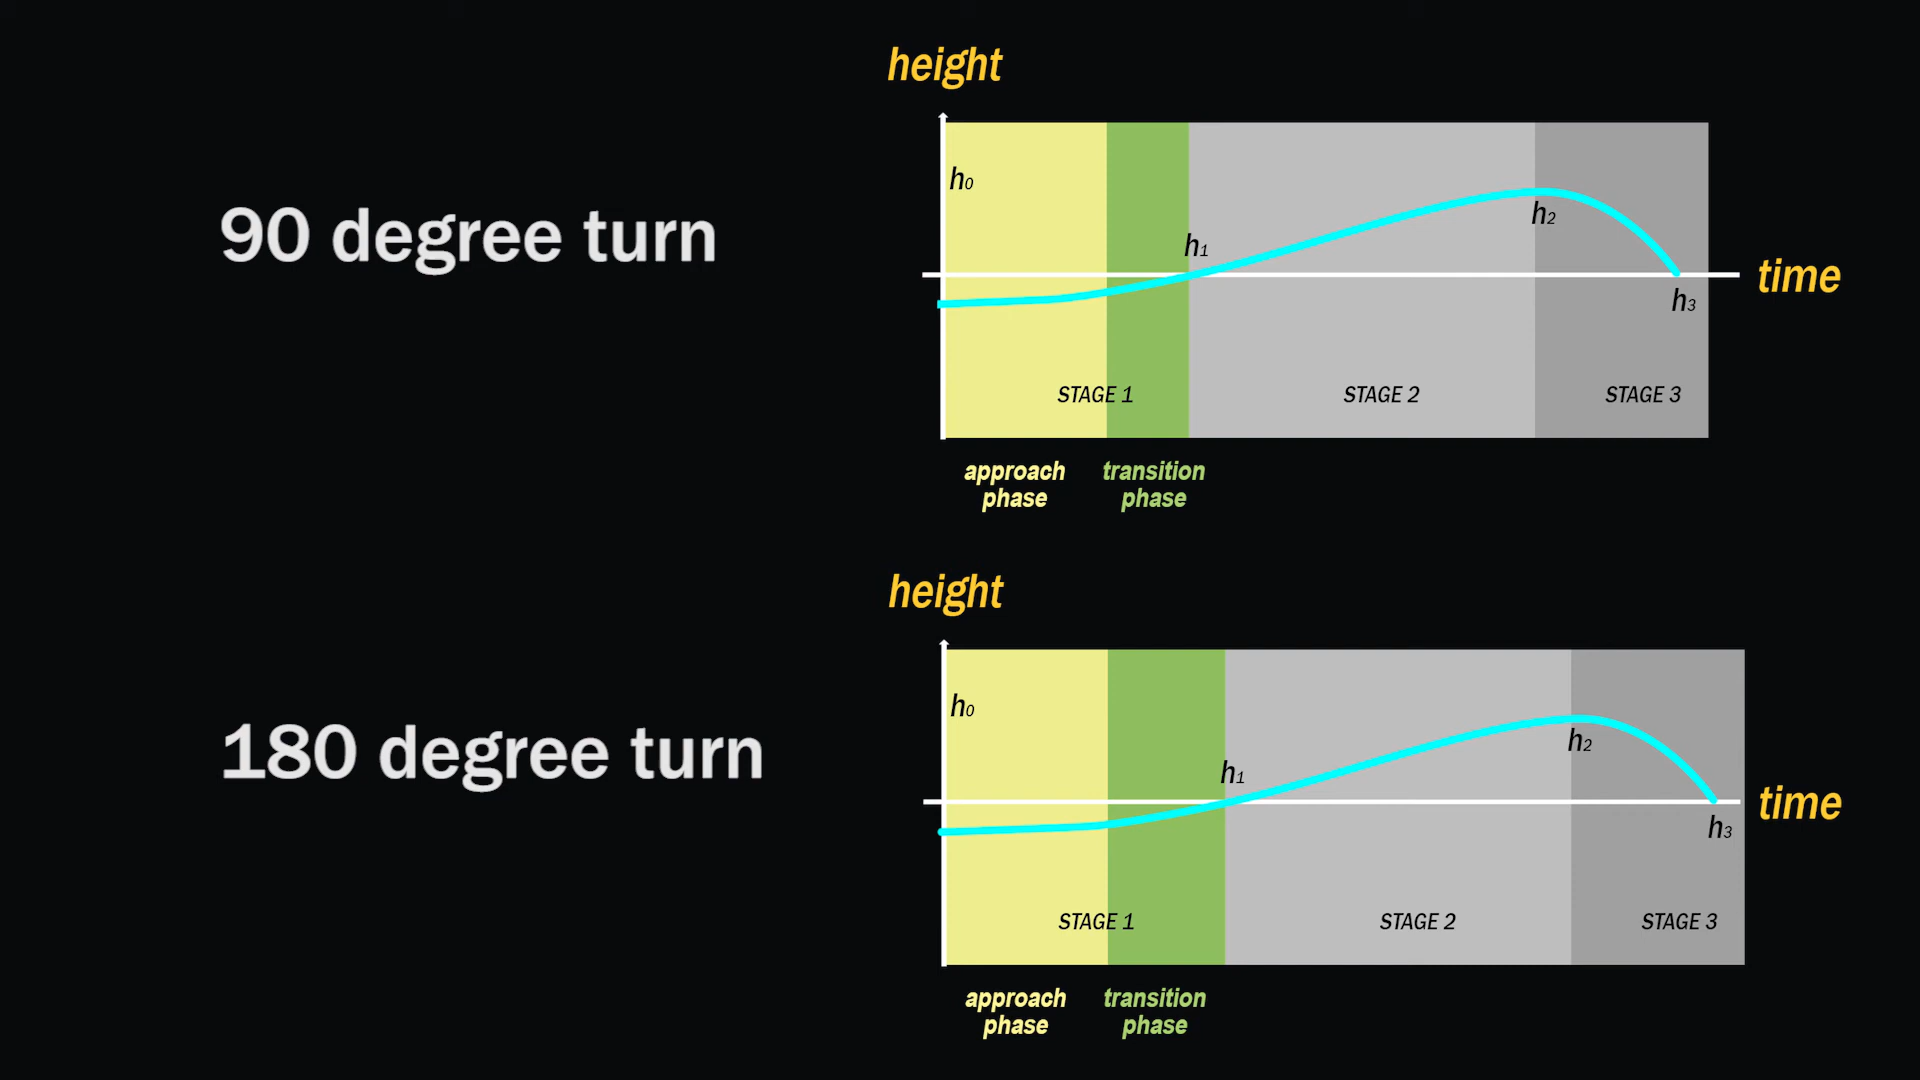 height
h0
90 degree turn
h1
h2
time
h3
STAGE 1
STAGE 2
STAGE 3
approach
phase
transition
phase
height
h0
180 degree turn
h1
h2
time
h3
STAGE 1
STAGE 2
STAGE 3
approach
phase
transition
phase